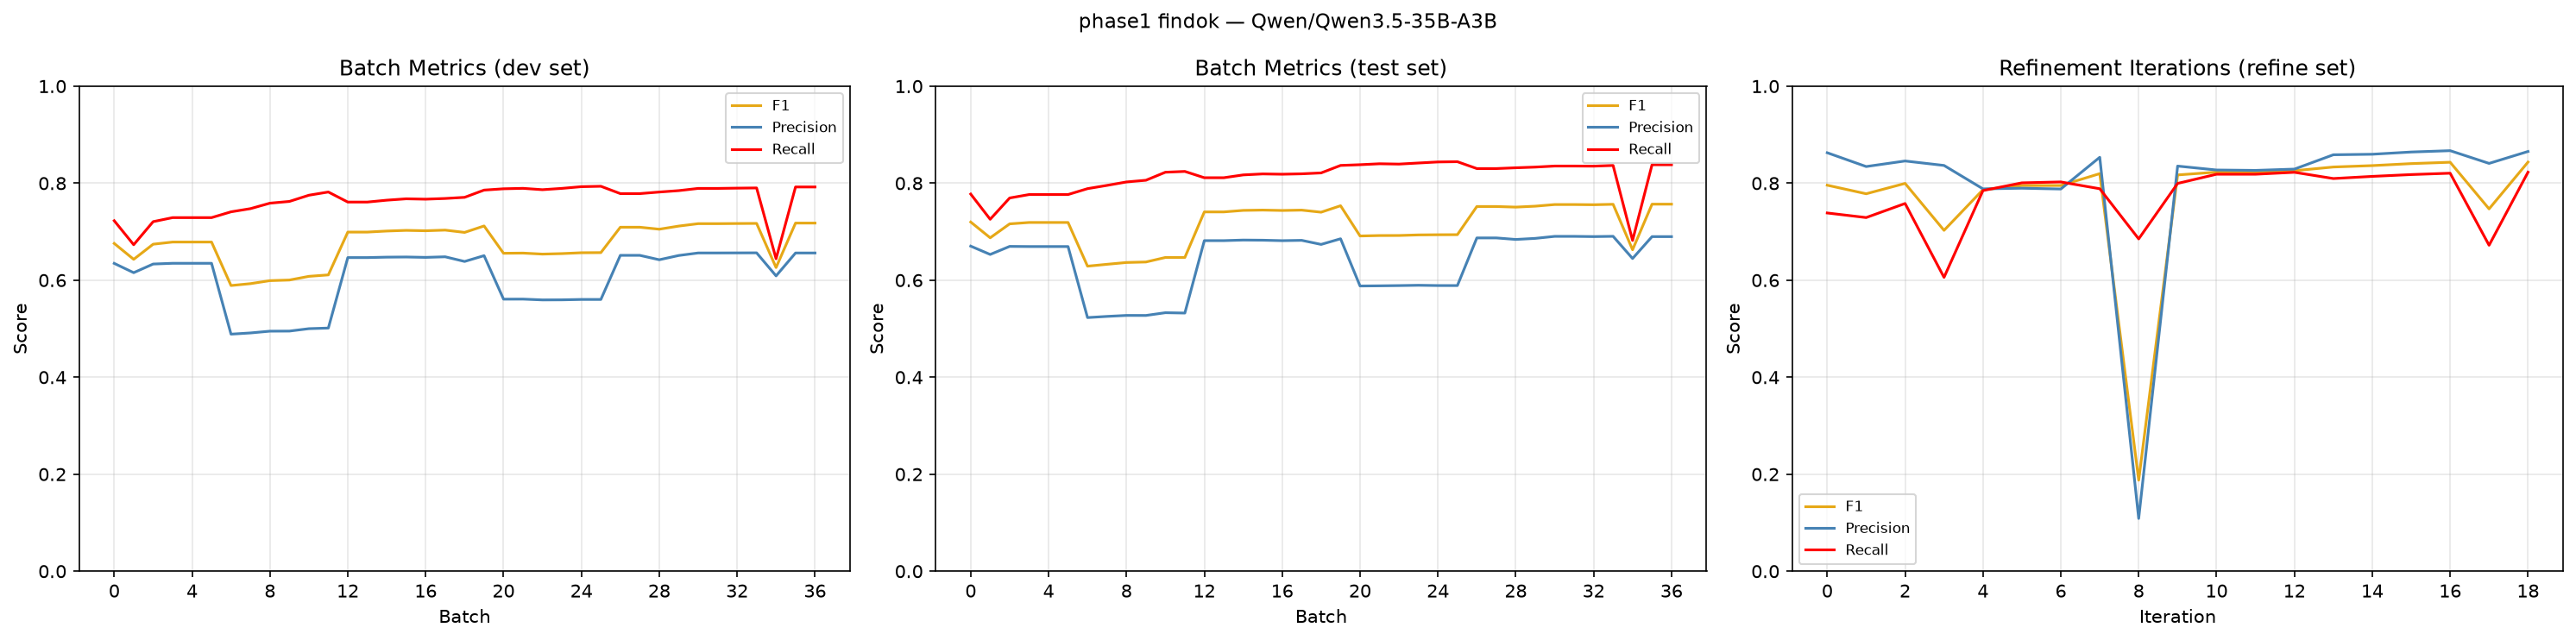 phase1 findok — Qwen/Qwen3.5-35B-A3B
Batch Metrics (dev set)
1.0
0.8
0.6
0.4
0.2
0.0
Score
F1
Precision
Recall
0 4 8 12 16 20 24 28 32 36
Batch
Batch Metrics (test set)
1.0
0.8
0.6
0.4
0.2
0.0
Score
F1
Precision
Recall
0 4 8 12 16 20 24 28 32 36
Batch
Refinement Iterations (refine set)
1.0
0.8
0.6
0.4
0.2
0.0
Score
F1
Precision
Recall
0 2 4 6 8 10 12 14 16 18
Iteration